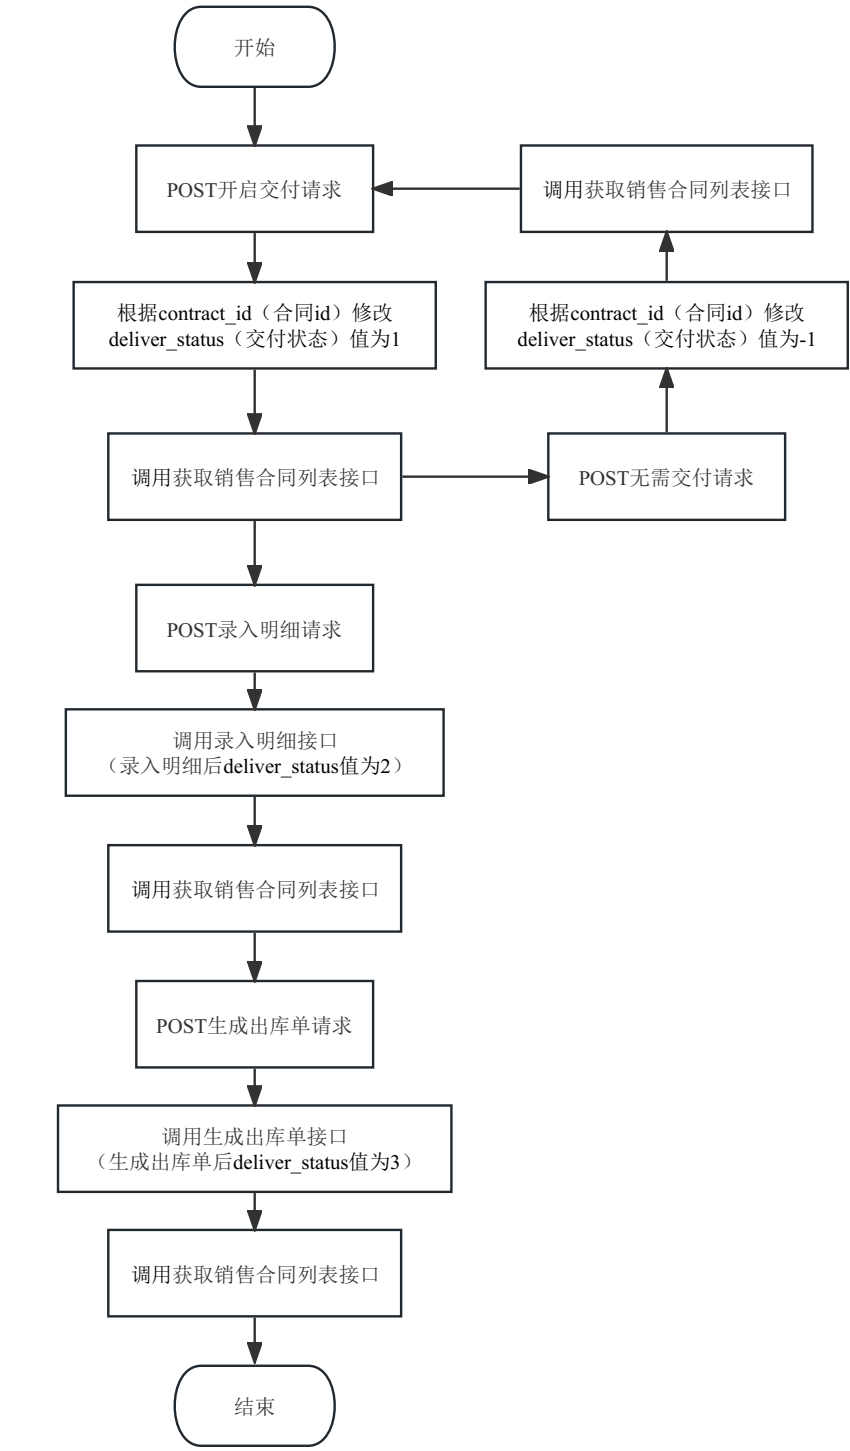 开始
POST开启交付请求
调用获取销售合同列表接口
根据contract_id（合同id）修改
deliver_status（交付状态）值为1
根据contract_id（合同id）修改
deliver_status（交付状态）值为-1
调用获取销售合同列表接口
POST无需交付请求
POST录入明细请求
调用录入明细接口
（录入明细后deliver_status值为2）
调用获取销售合同列表接口
POST生成出库单请求
调用生成出库单接口
（生成出库单后deliver_status值为3）
调用获取销售合同列表接口
结束